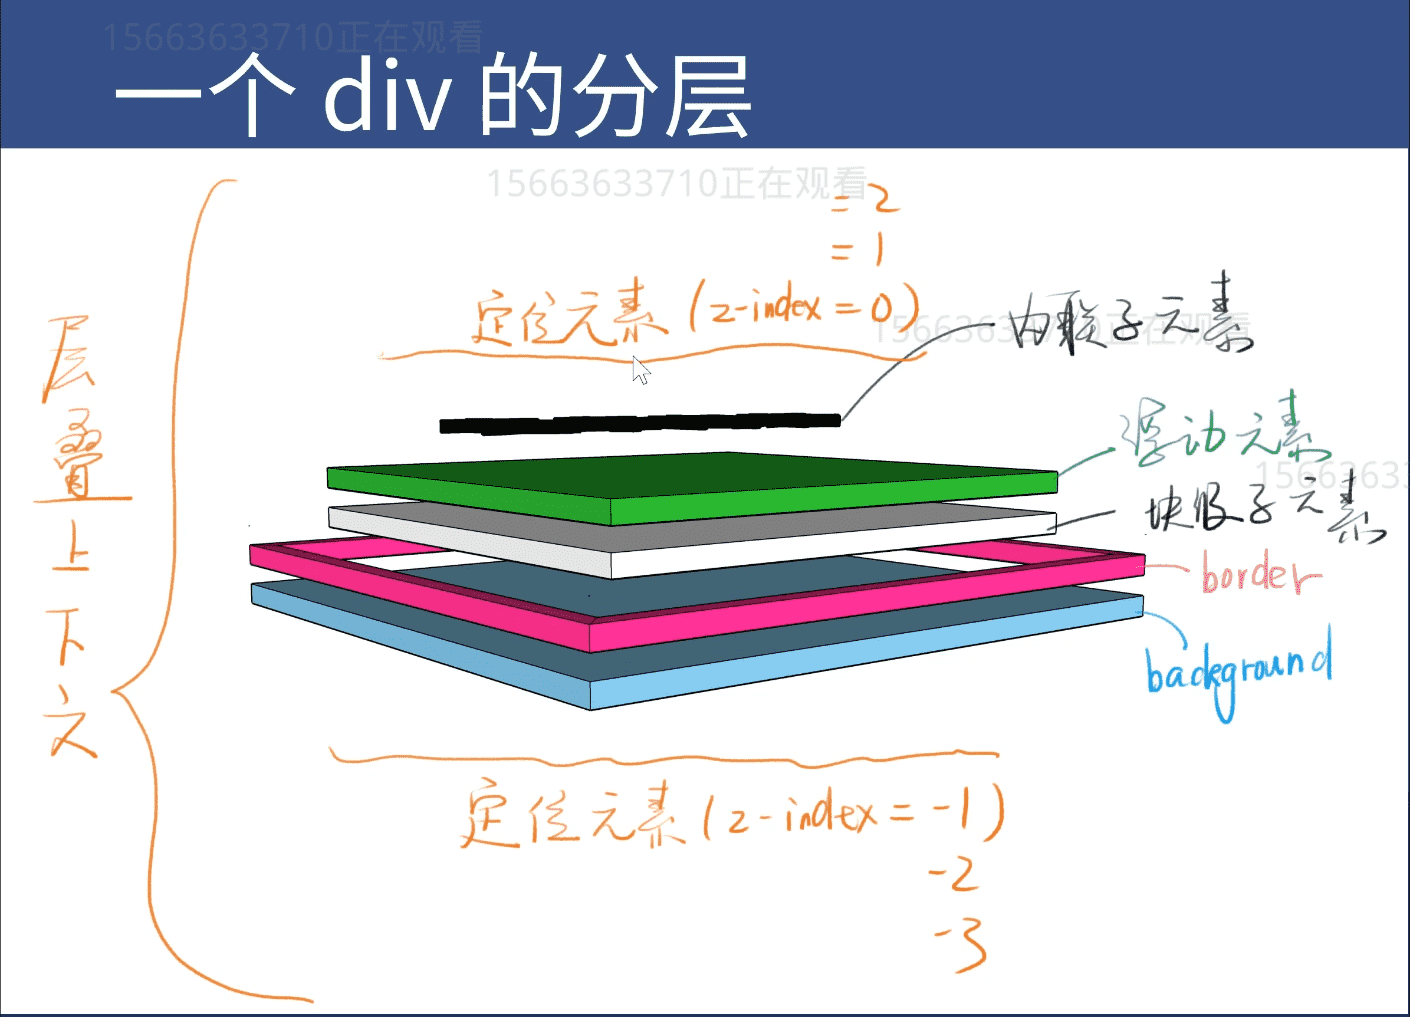 15663633710正在观看
一个 div 的分层
15663633710正在观看
= 2
= 1
定位元素 (z-index = 0)
内联子元素
15663633710正在观看
浮动元素
15663633
块级子元素
border
background
层叠上下文
定位元素 (z-index = -1)
-2
-3